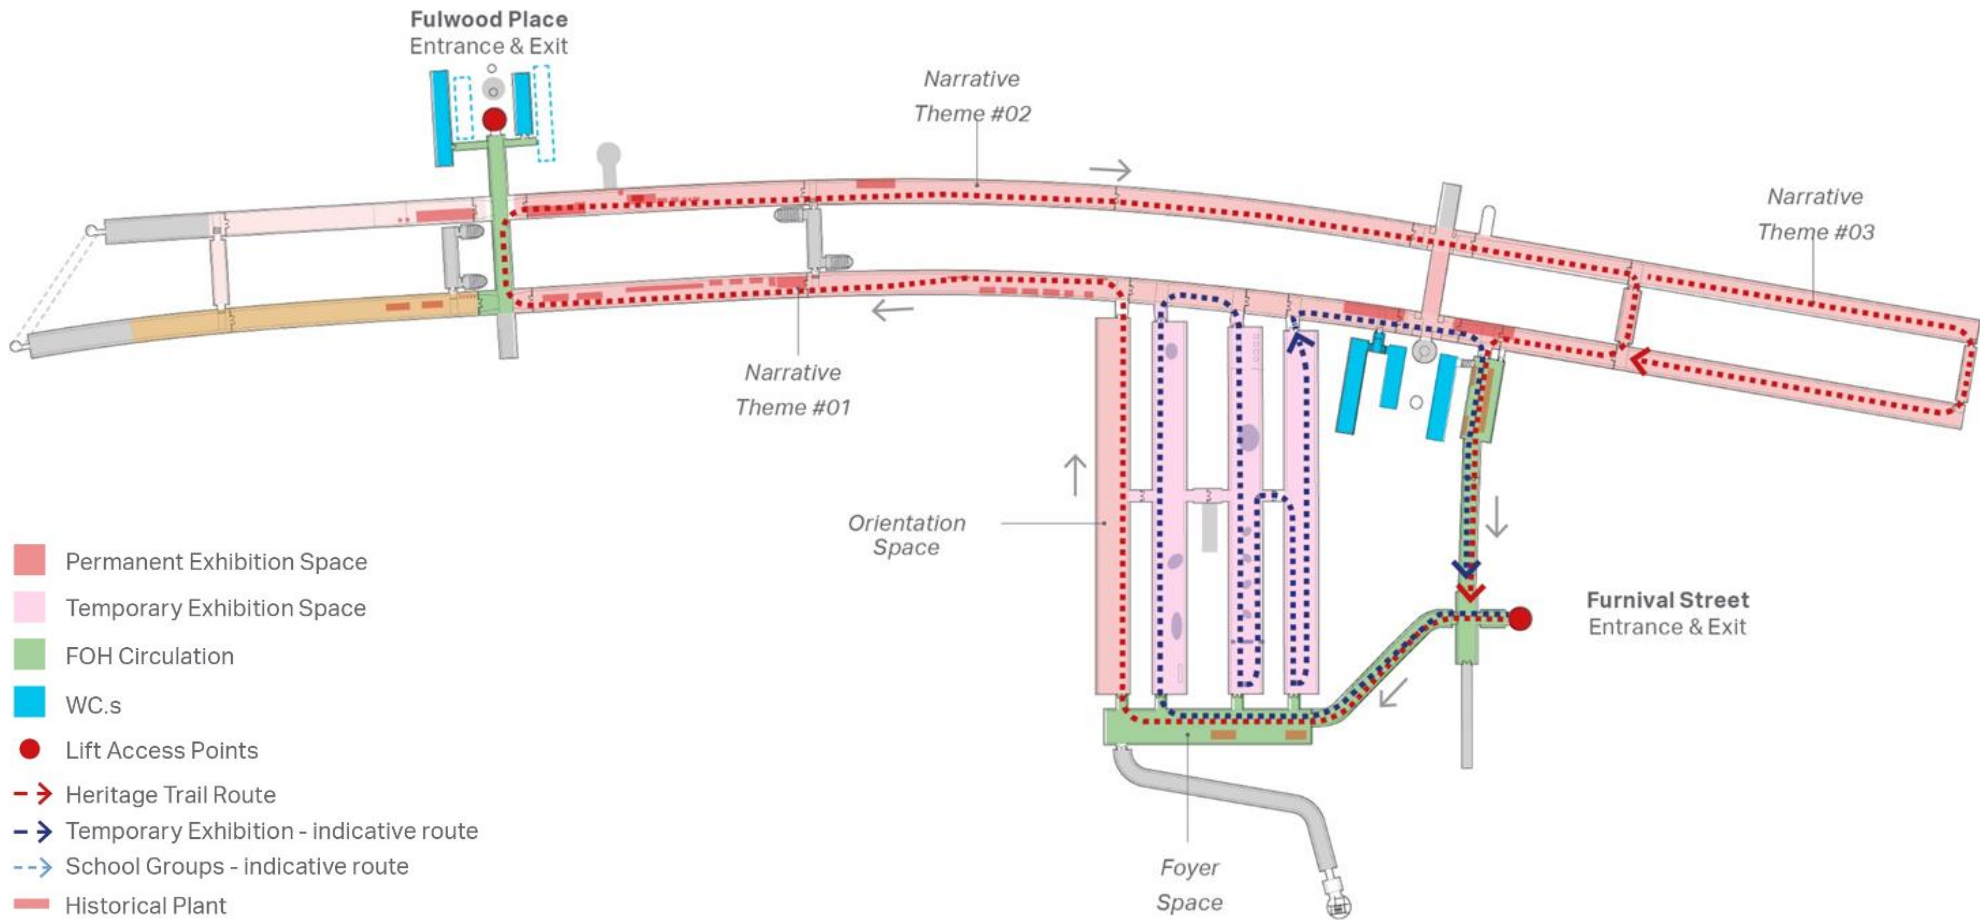 Fulwood Place
Entrance & Exit
Narrative
Theme #02
Narrative
Theme #03
Narrative
Theme #01
Orientation
Space
Furnival Street
Entrance & Exit
Foyer
Space
Permanent Exhibition Space
Temporary Exhibition Space
FOH Circulation
WC.s
Lift Access Points
Heritage Trail Route
Temporary Exhibition - indicative route
School Groups - indicative route
Historical Plant